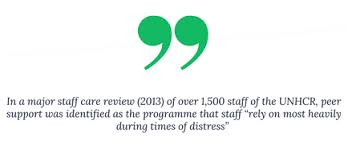 ”
In a major staff care review (2013) of over 1,500 staff of the UNHCR, peer
support was identified as the programme that staff “rely on most heavily
during times of distress”